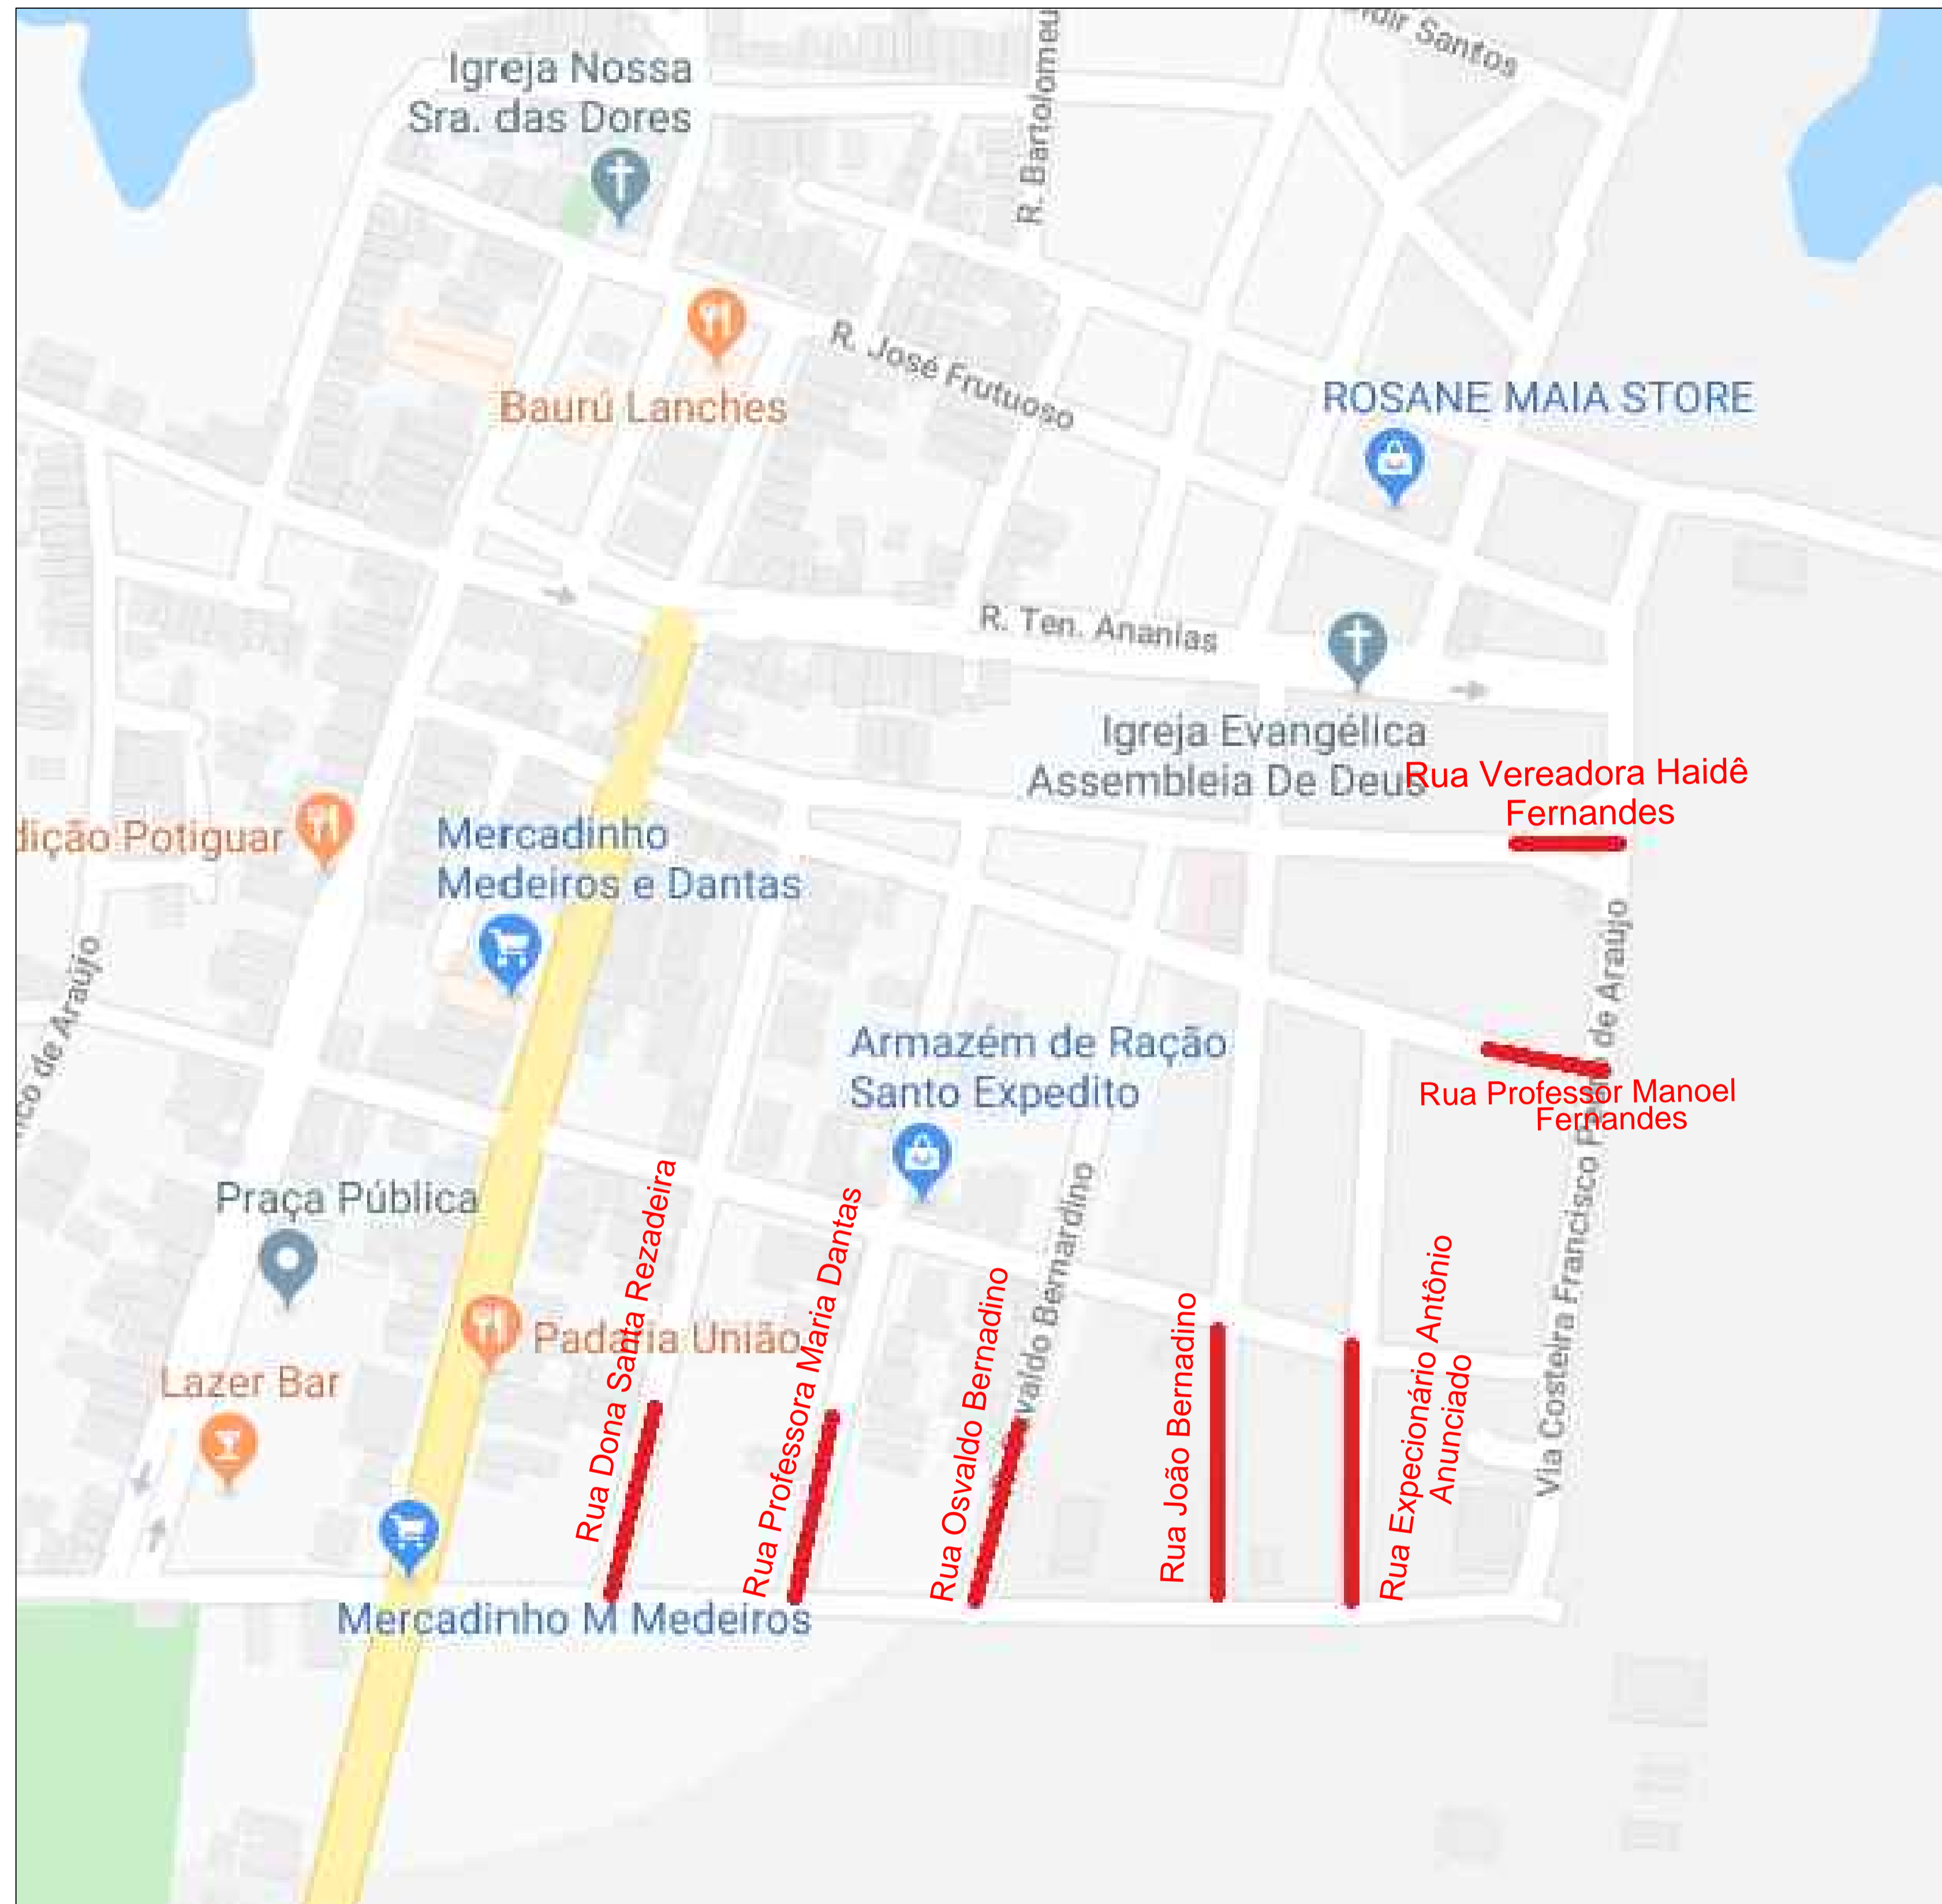 Igreja Nossa
Sra. das Dores
R. Bartolomeu
Santos
Baurú Lanches
R. José Frutuoso
ROSANE MAIA STORE
R. Ten. Ananias
Igreja Evangélica
Assembleia De Deus
Rua Vereadora Haidê
Fernandes
dição Potiguar
Mercadinho
Medeiros e Dantas
de Araújo
Armazém de Ração
Santo Expedito
Rua Professor Manoel
Fernandes
Via Costeira Francisco de Araújo
Praça Pública
Padaria União
Lazer Bar
Rua Dona Santa Rezadeira
Rua Professora Maria Dantas
Rua Osvaldo Bernadino
svaldo Bernardino
Rua João Bernadino
Rua Expecionário Antônio
Anunciado
Mercadinho M Medeiros